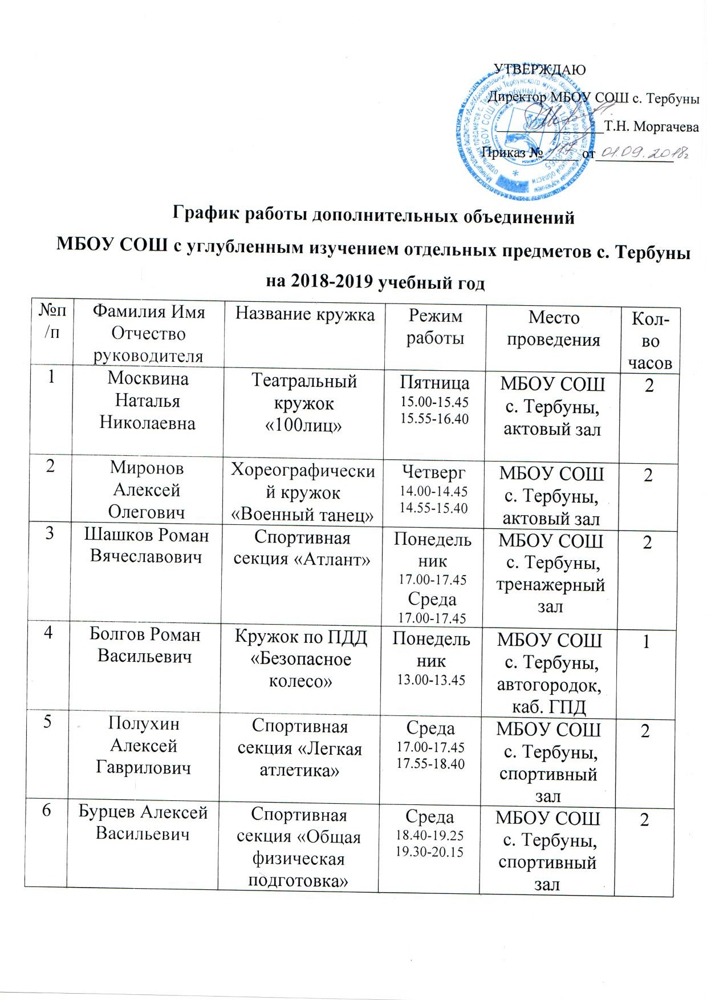 УТВЕРЖДАЮ
Директор МБОУ СОШ с. Тербуны
Т.Н. Моргачева
Приказ № 177 от 01.09.2018г
График работы дополнительных объединений
МБОУ СОШ с углубленным изучением отдельных предметов с. Тербуны
на 2018-2019 учебный год
№п
/п
Фамилия Имя
Отчество
руководителя
Название кружка
Режим
работы
Место
проведения
Кол-
во
часов
1
Москвина
Наталья
Николаевна
Театральный
кружок
«100лиц»
Пятница
15.00-15.45
15.55-16.40
МБОУ СОШ
с. Тербуны,
актовый зал
2
2
Миронов
Алексей
Олегович
Хореографически
й кружок
«Военный танец»
Четверг
14.00-14.45
14.55-15.40
МБОУ СОШ
с. Тербуны,
актовый зал
2
3
Шашков Роман
Вячеславович
Спортивная
секция «Атлант»
Понедель
ник
17.00-17.45
Среда
17.00-17.45
МБОУ СОШ
с. Тербуны,
тренажерный
зал
2
4
Болгов Роман
Васильевич
Кружок по ПДД
«Безопасное
колесо»
Понедель
ник
13.00-13.45
МБОУ СОШ
с. Тербуны,
автогородок,
каб. ГПД
1
5
Полухин
Алексей
Гаврилович
Спортивная
секция «Легкая
атлетика»
Среда
17.00-17.45
17.55-18.40
МБОУ СОШ
с. Тербуны,
спортивный
зал
2
6
Бурцев Алексей
Васильевич
Спортивная
секция «Общая
физическая
подготовка»
Среда
18.40-19.25
19.30-20.15
МБОУ СОШ
с. Тербуны,
спортивный
зал
2